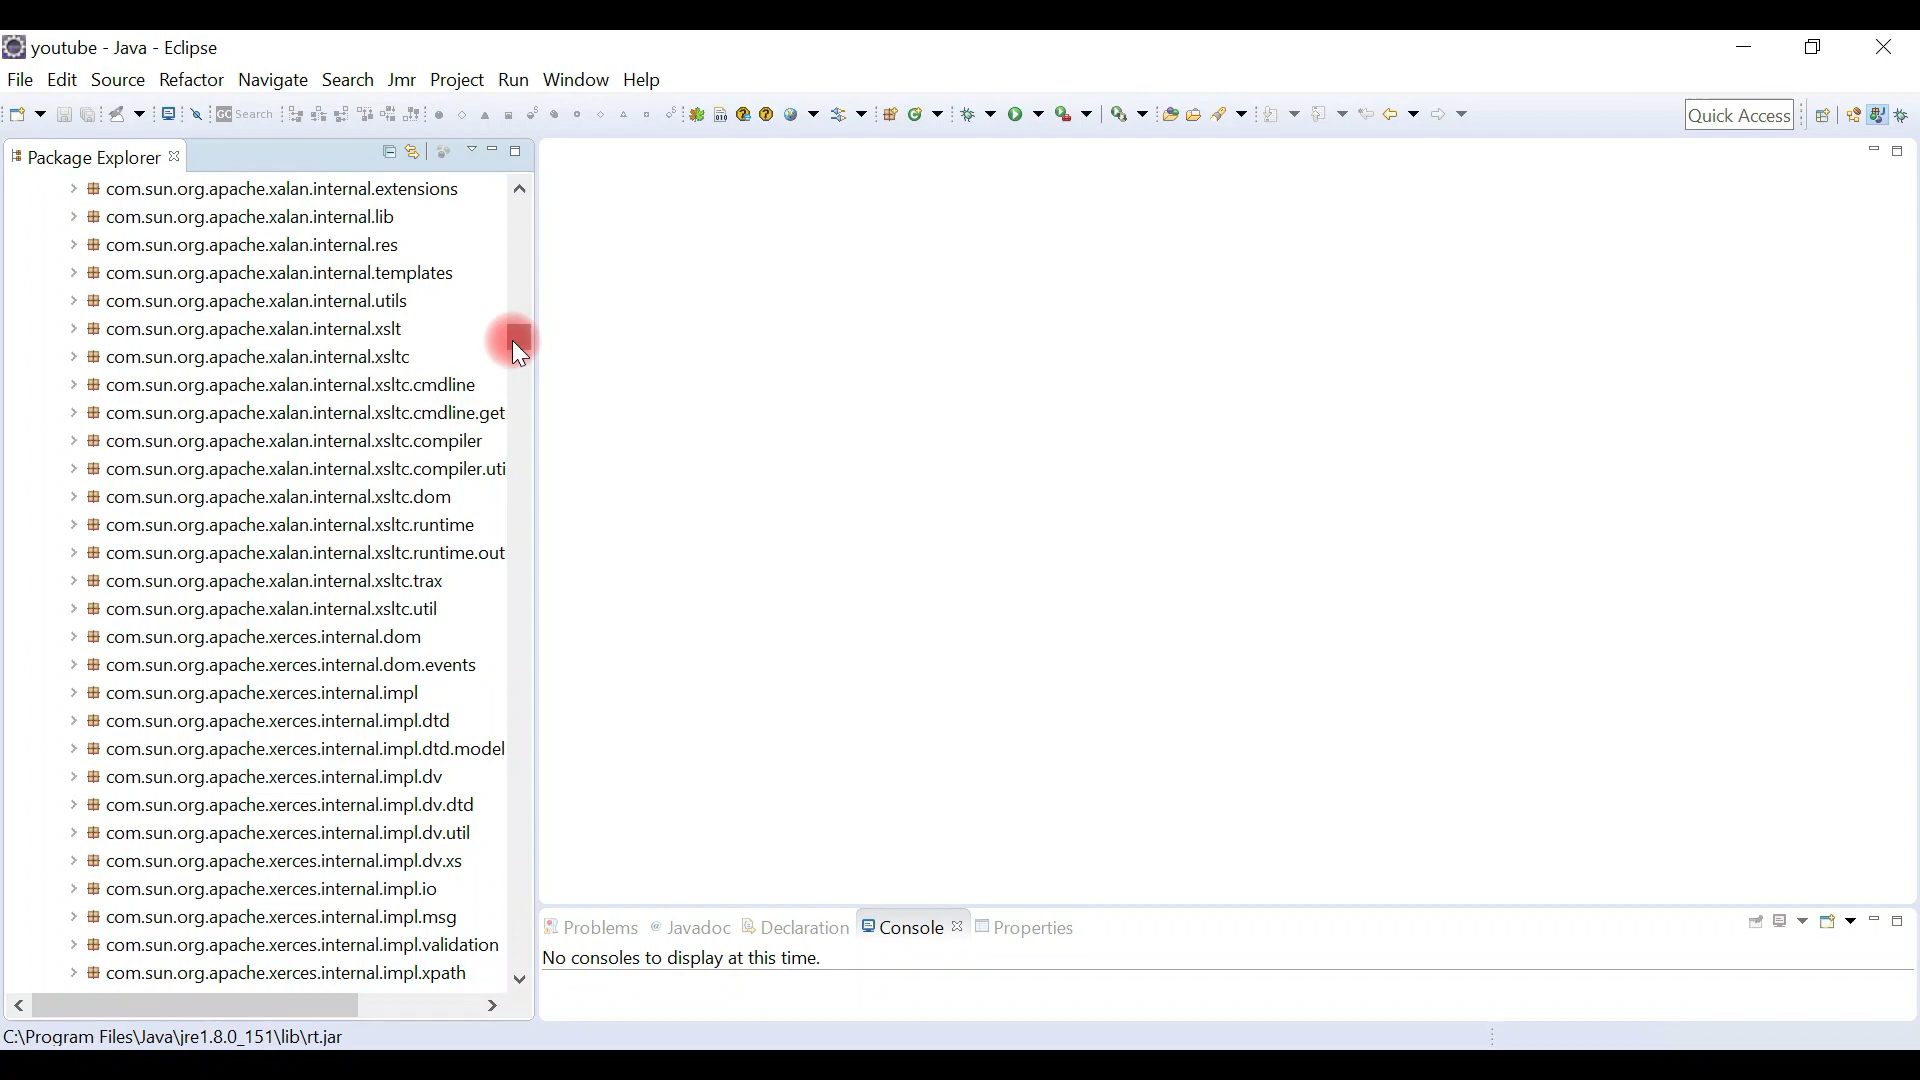 youtube - Java - Eclipse
File Edit Source Refactor Navigate Search Jmr Project Run Window Help
GC Search
Quick Access
Package Explorer
com.sun.org.apache.xalan.internal.extensions
com.sun.org.apache.xalan.internal.lib
com.sun.org.apache.xalan.internal.res
com.sun.org.apache.xalan.internal.templates
com.sun.org.apache.xalan.internal.utils
com.sun.org.apache.xalan.internal.xslt
com.sun.org.apache.xalan.internal.xsltc
com.sun.org.apache.xalan.internal.xsltc.cmdline
com.sun.org.apache.xalan.internal.xsltc.cmdline.get
com.sun.org.apache.xalan.internal.xsltc.compiler
com.sun.org.apache.xalan.internal.xsltc.compiler.uti
com.sun.org.apache.xalan.internal.xsltc.dom
com.sun.org.apache.xalan.internal.xsltc.runtime
com.sun.org.apache.xalan.internal.xsltc.runtime.out
com.sun.org.apache.xalan.internal.xsltc.trax
com.sun.org.apache.xalan.internal.xsltc.util
com.sun.org.apache.xerces.internal.dom
com.sun.org.apache.xerces.internal.dom.events
com.sun.org.apache.xerces.internal.impl
com.sun.org.apache.xerces.internal.impl.dtd
com.sun.org.apache.xerces.internal.impl.dtd.model
com.sun.org.apache.xerces.internal.impl.dv
com.sun.org.apache.xerces.internal.impl.dv.dtd
com.sun.org.apache.xerces.internal.impl.dv.util
com.sun.org.apache.xerces.internal.impl.dv.xs
com.sun.org.apache.xerces.internal.impl.io
com.sun.org.apache.xerces.internal.impl.msg
com.sun.org.apache.xerces.internal.impl.validation
com.sun.org.apache.xerces.internal.impl.xpath
Problems @ Javadoc Declaration Console Properties
No consoles to display at this time.
C:\Program Files\Java\jre1.8.0_151\lib\rt.jar